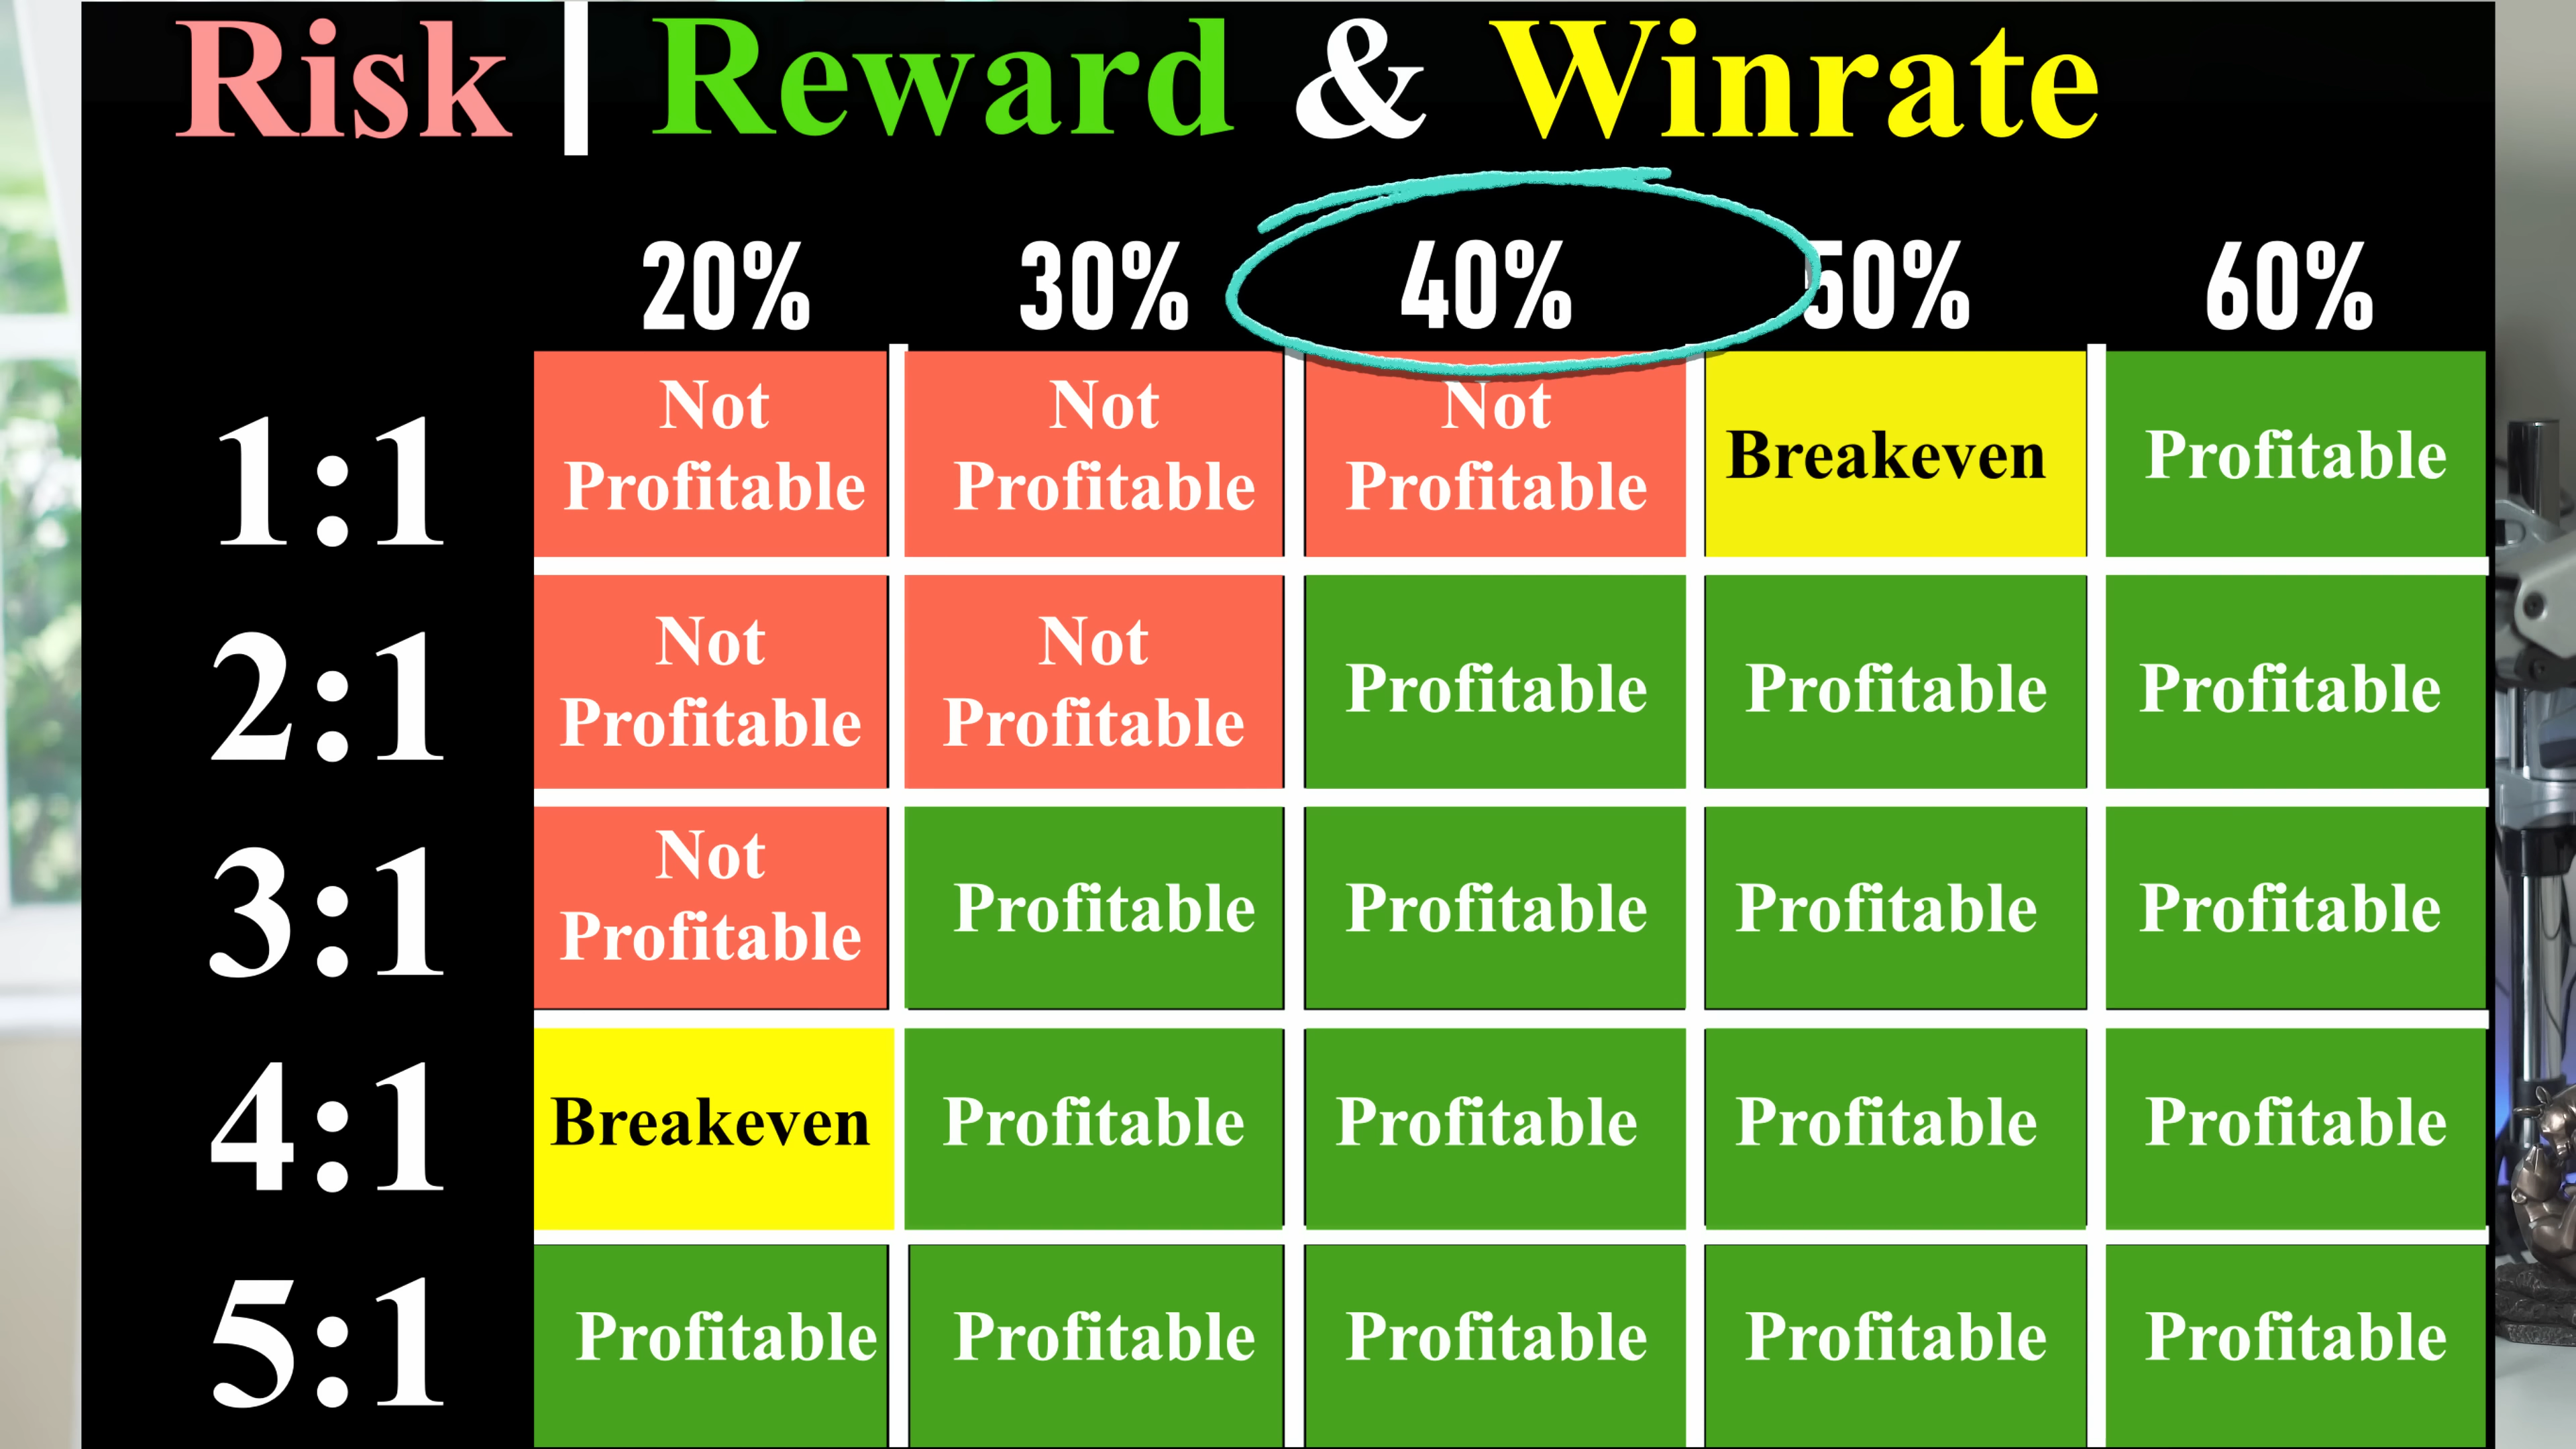 Risk | Reward & Winrate
20% 30% 40% 50% 60%
1:1 Not Profitable Not Profitable Not Profitable Breakeven Profitable
2:1 Not Profitable Not Profitable Profitable Profitable Profitable
3:1 Not Profitable Profitable Profitable Profitable Profitable
4:1 Breakeven Profitable Profitable Profitable Profitable
5:1 Profitable Profitable Profitable Profitable Profitable